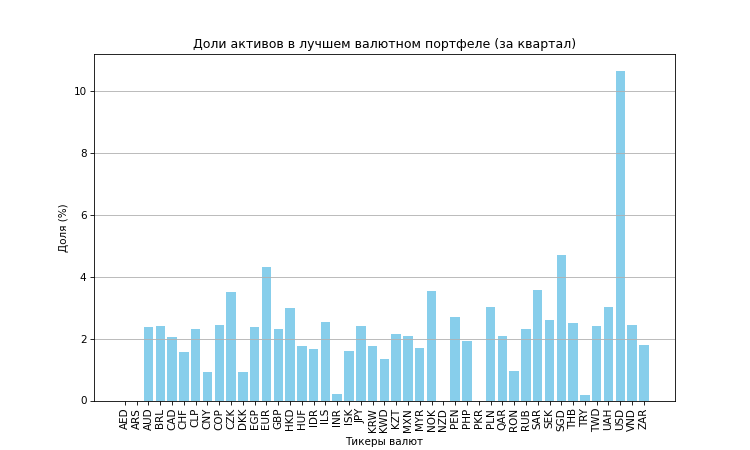 Доли активов в лучшем валютном портфеле (за квартал)
Доля (%)
10
8
6
4
2
0
AED ARS AUD BRL CAD CHF CLP CNY COP CZK DKK EGP EUR GBP HKD HUF IDR ILS INR ISK JPY KRW KWD KZT MXN MYR NOK NZD PEN PHP PKR PLN QAR RON RUB SAR SEK SGD THB TRY TWD UAH USD VND ZAR
Тикеры валют